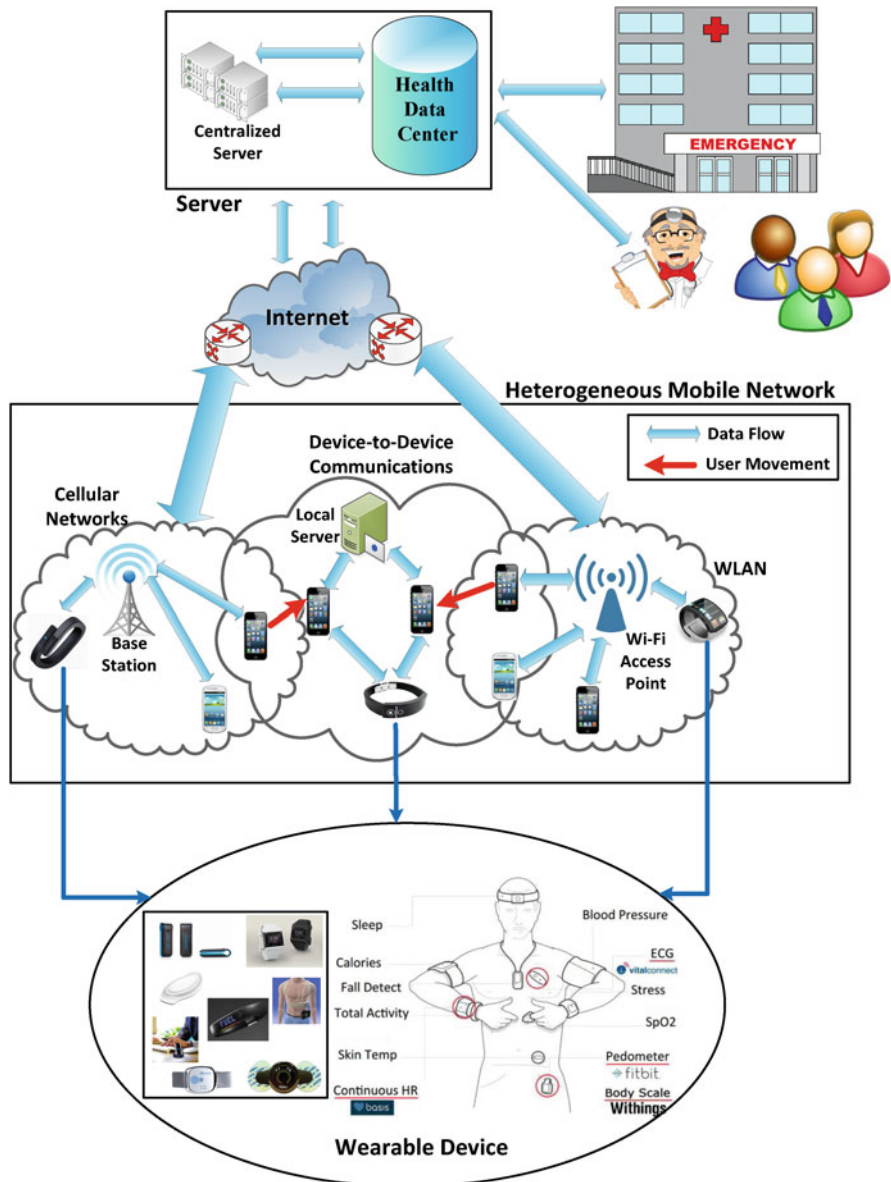 Centralized
Server
Health
Data
Center
Server
EMERGENCY
Internet
Heterogeneous Mobile Network
Data Flow
User Movement
Device-to-Device
Communications
Cellular
Networks
Local
Server
WLAN
Base
Station
Wi-Fi
Access
Point
Sleep
Calories
Fall Detect
Total Activity
Skin Temp
Continuous HR
basis
Blood Pressure
ECG
vitalconnect
Stress
SpO2
Pedometer
fitbit
Body Scale
Withings
FUEL
Wearable Device